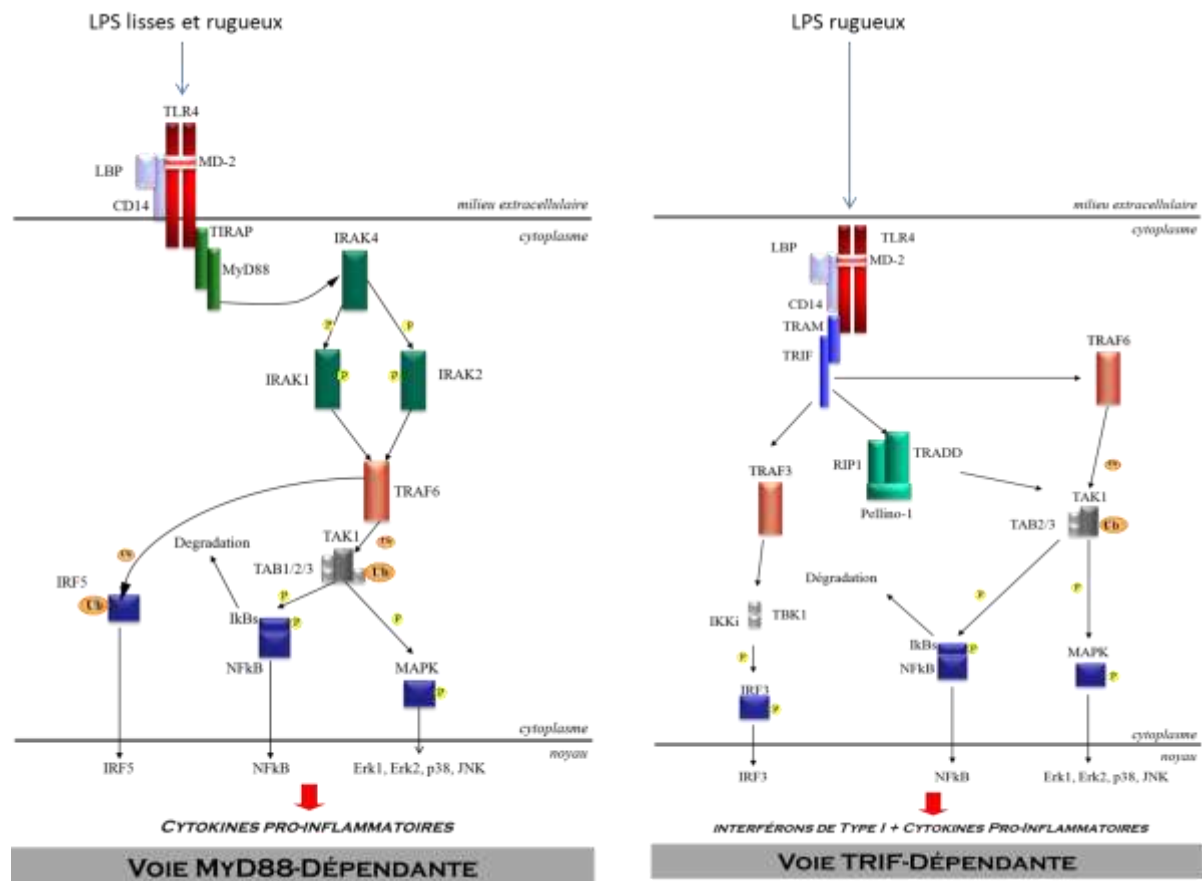 LPS lisses et rugueux
TLR4
LBP
MD-2
CD14
milieu extracellulaire
cytoplasme
TIRAP
MyD88
IRAK4
P
P
IRAK1
P
P
IRAK2
TRAF6
Degradation
TAK1
Ub
TAB1/2/3
Ub
Ub
IRF5
Ub
P
IkBs
P
P
NFkB
MAPK
P
cytoplasme
noyau
IRF5
NFkB
Erk1, Erk2, p38, JNK
CYTOKINES PRO-INFLAMMATOIRES
VOIE MYD88-DÉPENDANTE
LPS rugueux
milieu extracellulaire
cytoplasme
TLR4
LBP
MD-2
CD14
TRAM
TRIF
TRAF6
TRAF3
RIP1
TRADD
Pellino-1
Ub
TAK1
TAB2/3
Ub
Dégradation
P
P
IKKi
TBK1
P
IkBs
P
NFkB
MAPK
P
IRF3
P
cytoplasme
noyau
IRF3
NFkB
Erk1, Erk2, p38, JNK
INTERFÉRONS DE TYPE I + CYTOKINES PRO-INFLAMMATOIRES
VOIE TRIF-DÉPENDANTE